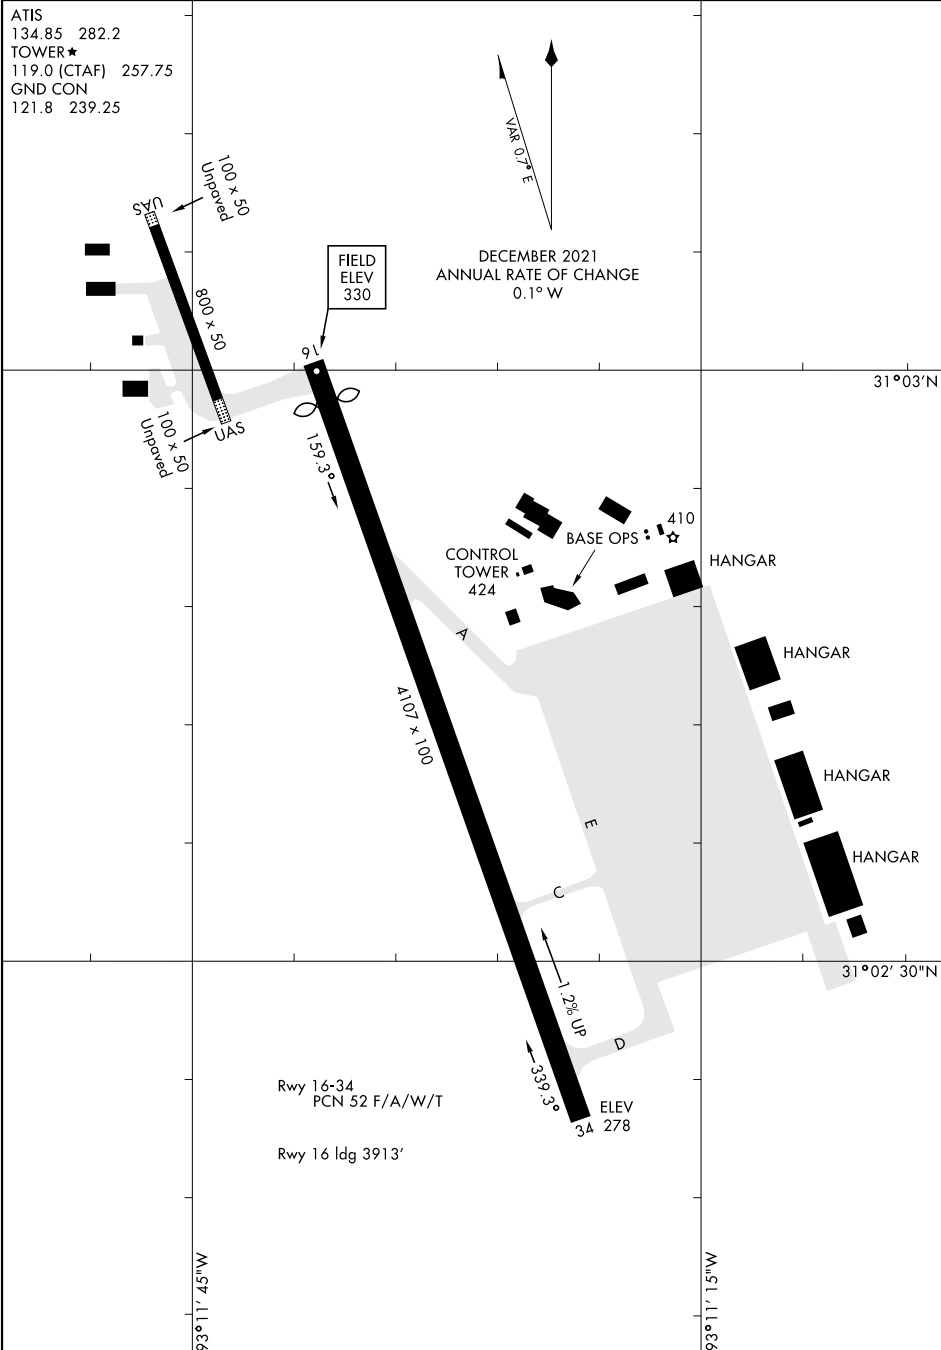 ATIS
134.85 282.2
TOWER★
119.0 (CTAF) 257.75
GND CON
121.8 239.25
VAR 0.7° E
DECEMBER 2021
ANNUAL RATE OF CHANGE
0.1° W
100 x 50
Unpaved
UAS
800 x 50
FIELD
ELEV
330
16
31°03'N
UAS
100 x 50
Unpaved
159.3°
410
BASE OPS
CONTROL
TOWER
424
HANGAR
A
HANGAR
4107 x 100
HANGAR
E
HANGAR
C
31°02' 30"N
1.2% UP
D
339.3°
Rwy 16-34
PCN 52 F/A/W/T
ELEV
278
34
Rwy 16 ldg 3913'
93°11' 45"W
93°11' 15"W